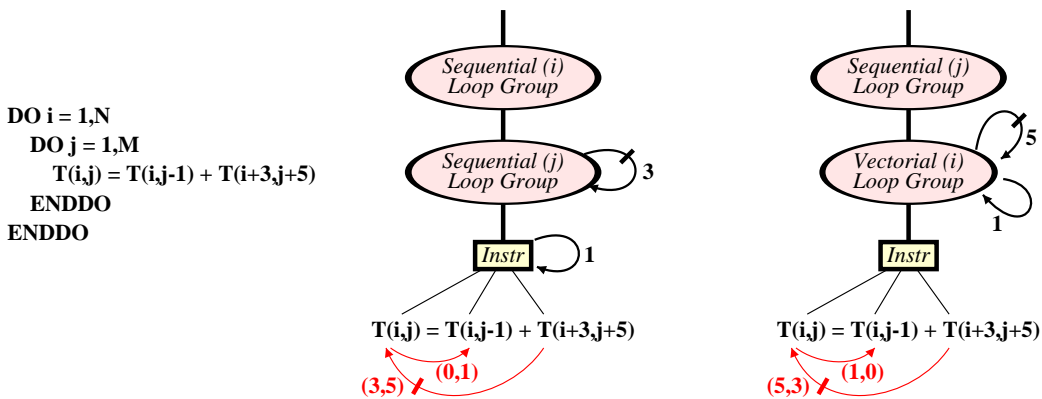 DO i = 1,N
DO j = 1,M
T(i,j) = T(i,j-1) + T(i+3,j+5)
ENDDO
ENDDO
Sequential (i)
Loop Group
Sequential (j)
Loop Group
3
Instr
1
T(i,j) = T(i,j-1) + T(i+3,j+5)
(0,1)
(3,5)
Sequential (j)
Loop Group
5
Vectorial (i)
Loop Group
1
Instr
T(i,j) = T(i,j-1) + T(i+3,j+5)
(1,0)
(5,3)